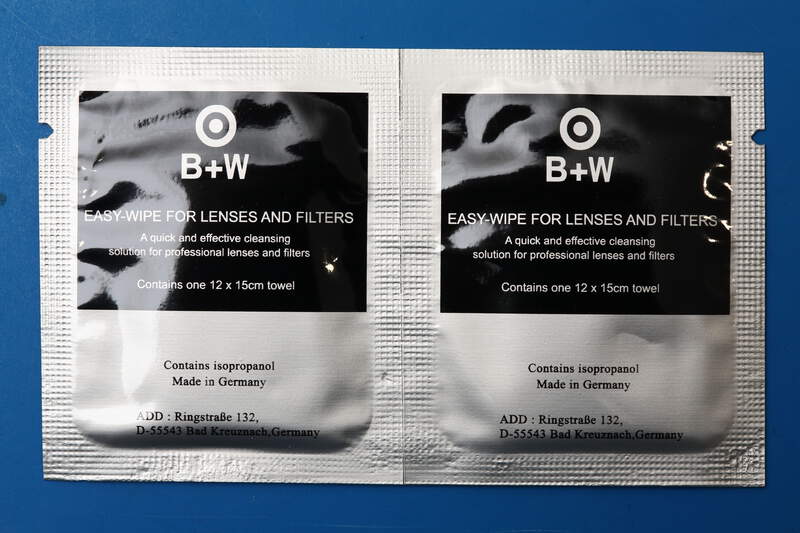 B+W
EASY-WIPE FOR LENSES AND FILTERS
A quick and effective cleansing
solution for professional lenses and filters
Contains one 12 x 15cm towel
Contains isopropanol
Made in Germany
ADD : Ringstraße 132,
D-55543 Bad Kreuznach,Germany
B+W
EASY-WIPE FOR LENSES AND FILTERS
A quick and effective cleansing
solution for professional lenses and filters
Contains one 12 x 15cm towel
Contains isopropanol
Made in Germany
ADD : Ringstraße 132,
D-55543 Bad Kreuznach,Germany